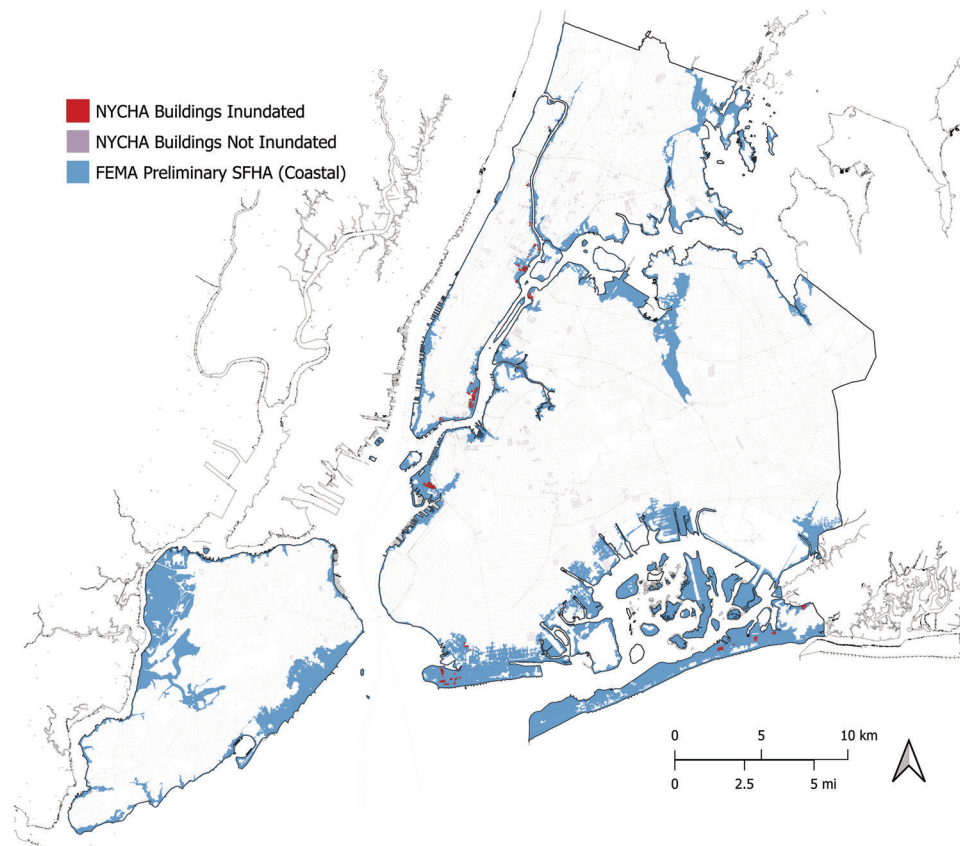 NYCHA Buildings Inundated
NYCHA Buildings Not Inundated
FEMA Preliminary SFHA (Coastal)
0 5 10 km
0 2.5 5 mi